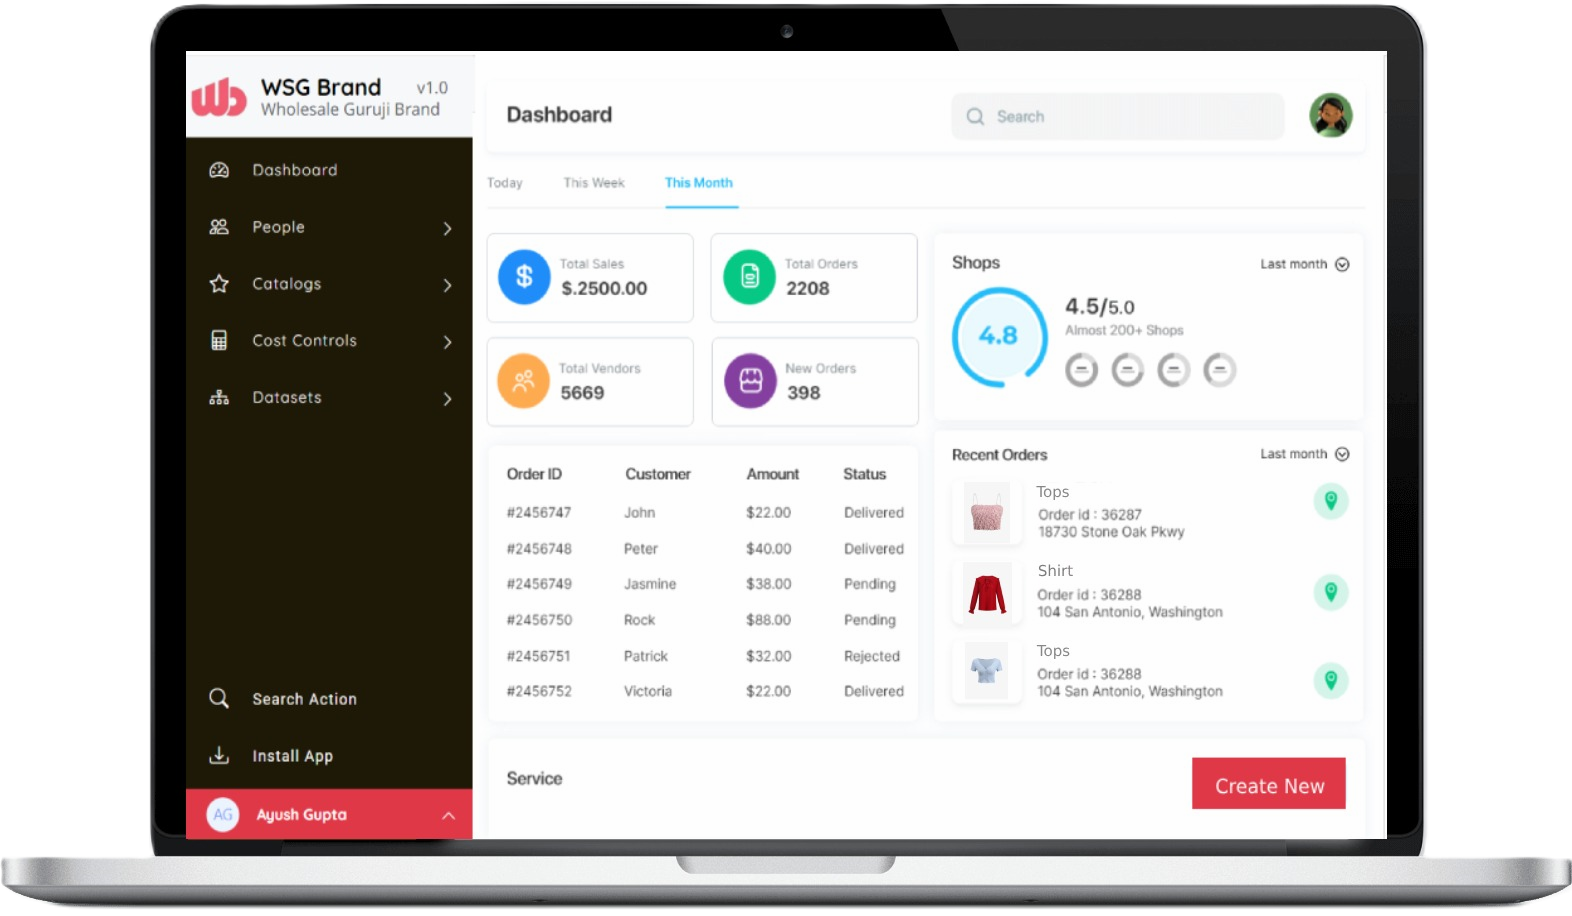 WSG Brand v1.0
Wholesale Guruji Brand
Dashboard
People
Catalogs
Cost Controls
Datasets
Search Action
Install App
AG Ayush Gupta
Dashboard
Search
Today This Week This Month
Total Sales
$.2500.00
Total Orders
2208
Total Vendors
5669
New Orders
398
Shops Last month
4.8
4.5/5.0
Almost 200+ Shops
Order ID Customer Amount Status
#2456747 John $22.00 Delivered
#2456748 Peter $40.00 Delivered
#2456749 Jasmine $38.00 Pending
#2456750 Rock $88.00 Pending
#2456751 Patrick $32.00 Rejected
#2456752 Victoria $22.00 Delivered
Recent Orders Last month
Tops
Order id : 36287
18730 Stone Oak Pkwy
Shirt
Order id : 36288
104 San Antonio, Washington
Tops
Order id : 36288
104 San Antonio, Washington
Service
Create New